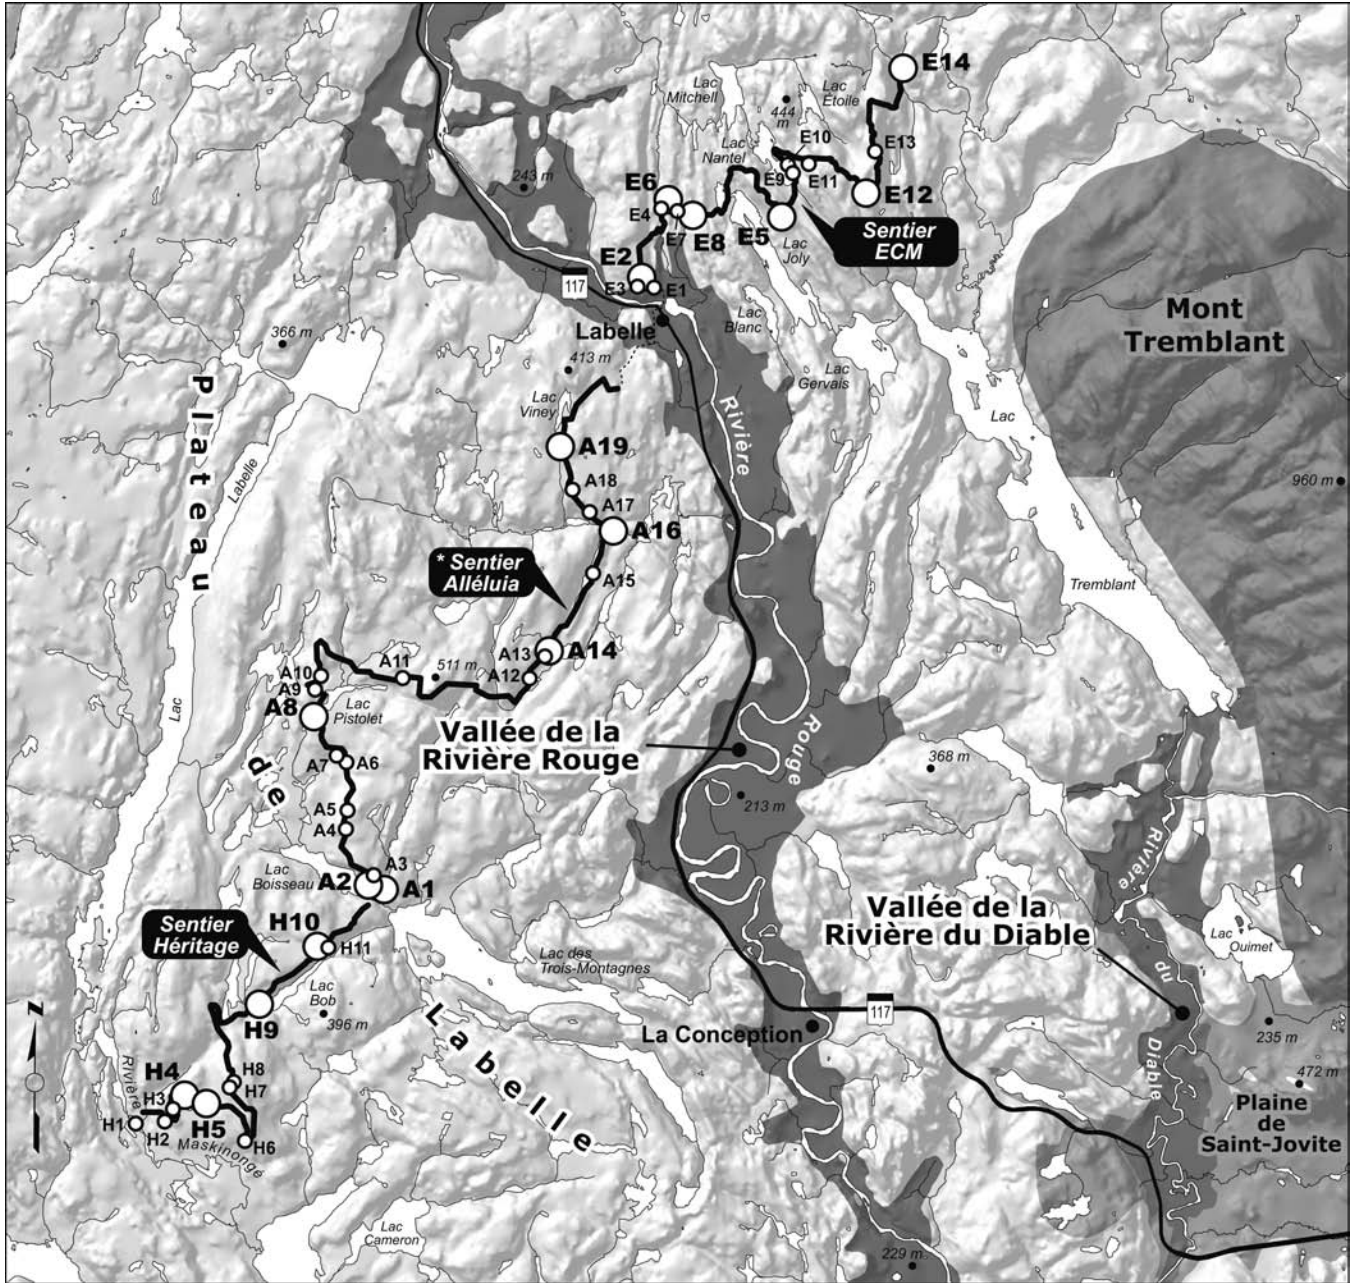 E14
Lac
Mitchell
Lac
Étoile
444
m
E10
E13
Lac
Nantel
E9
E11
243 m
E6
E12
E4
E7
E8
E5
Sentier
ECM
Lac
Joly
E2
E3
E1
117
Mont
Tremblant
Labelle
Lac
Blanc
366 m
413 m
Lac
Gervais
Plateau
Lac
Viney
Rivière
Lac
A19
Labelle
960 m
A18
A17
A16
* Sentier
Alléluia
A15
Tremblant
A13
A14
A10
A11
511 m
A12
A9
A8
Lac
Pistolet
Lac
Vallée de la
Rivière Rouge
Rouge
A7
A6
368 m
de
213 m
A5
A4
Rivière
A3
Lac
Boisseau
A2
A1
Vallée de la
Rivière du Diable
H10
Sentier
Héritage
H11
Lac
Ouimet
Lac des
Trois-Montagnes
du
Lac
Bob
H9
396 m
Labelle
117
La Conception
235 m
N
Diable
H4
H8
H7
472 m
Rivière
H3
H1
H2
H5
H6
Maskinongé
Plaine
de
Saint-Jovite
Lac
Cameron
229 m